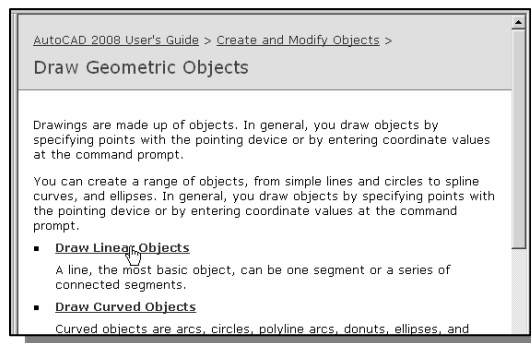 AutoCAD 2008 User's Guide > Create and Modify Objects >
Draw Geometric Objects
Drawings are made up of objects. In general, you draw objects by
specifying points with the pointing device or by entering coordinate values
at the command prompt.
You can create a range of objects, from simple lines and circles to spline
curves, and ellipses. In general, you draw objects by specifying points with
the pointing device or by entering coordinate values at the command
prompt.
▪ Draw Linear Objects
A line, the most basic object, can be one segment or a series of
connected segments.
▪ Draw Curved Objects
Curved objects are arcs, circles, polyline arcs, donuts, ellipses, and